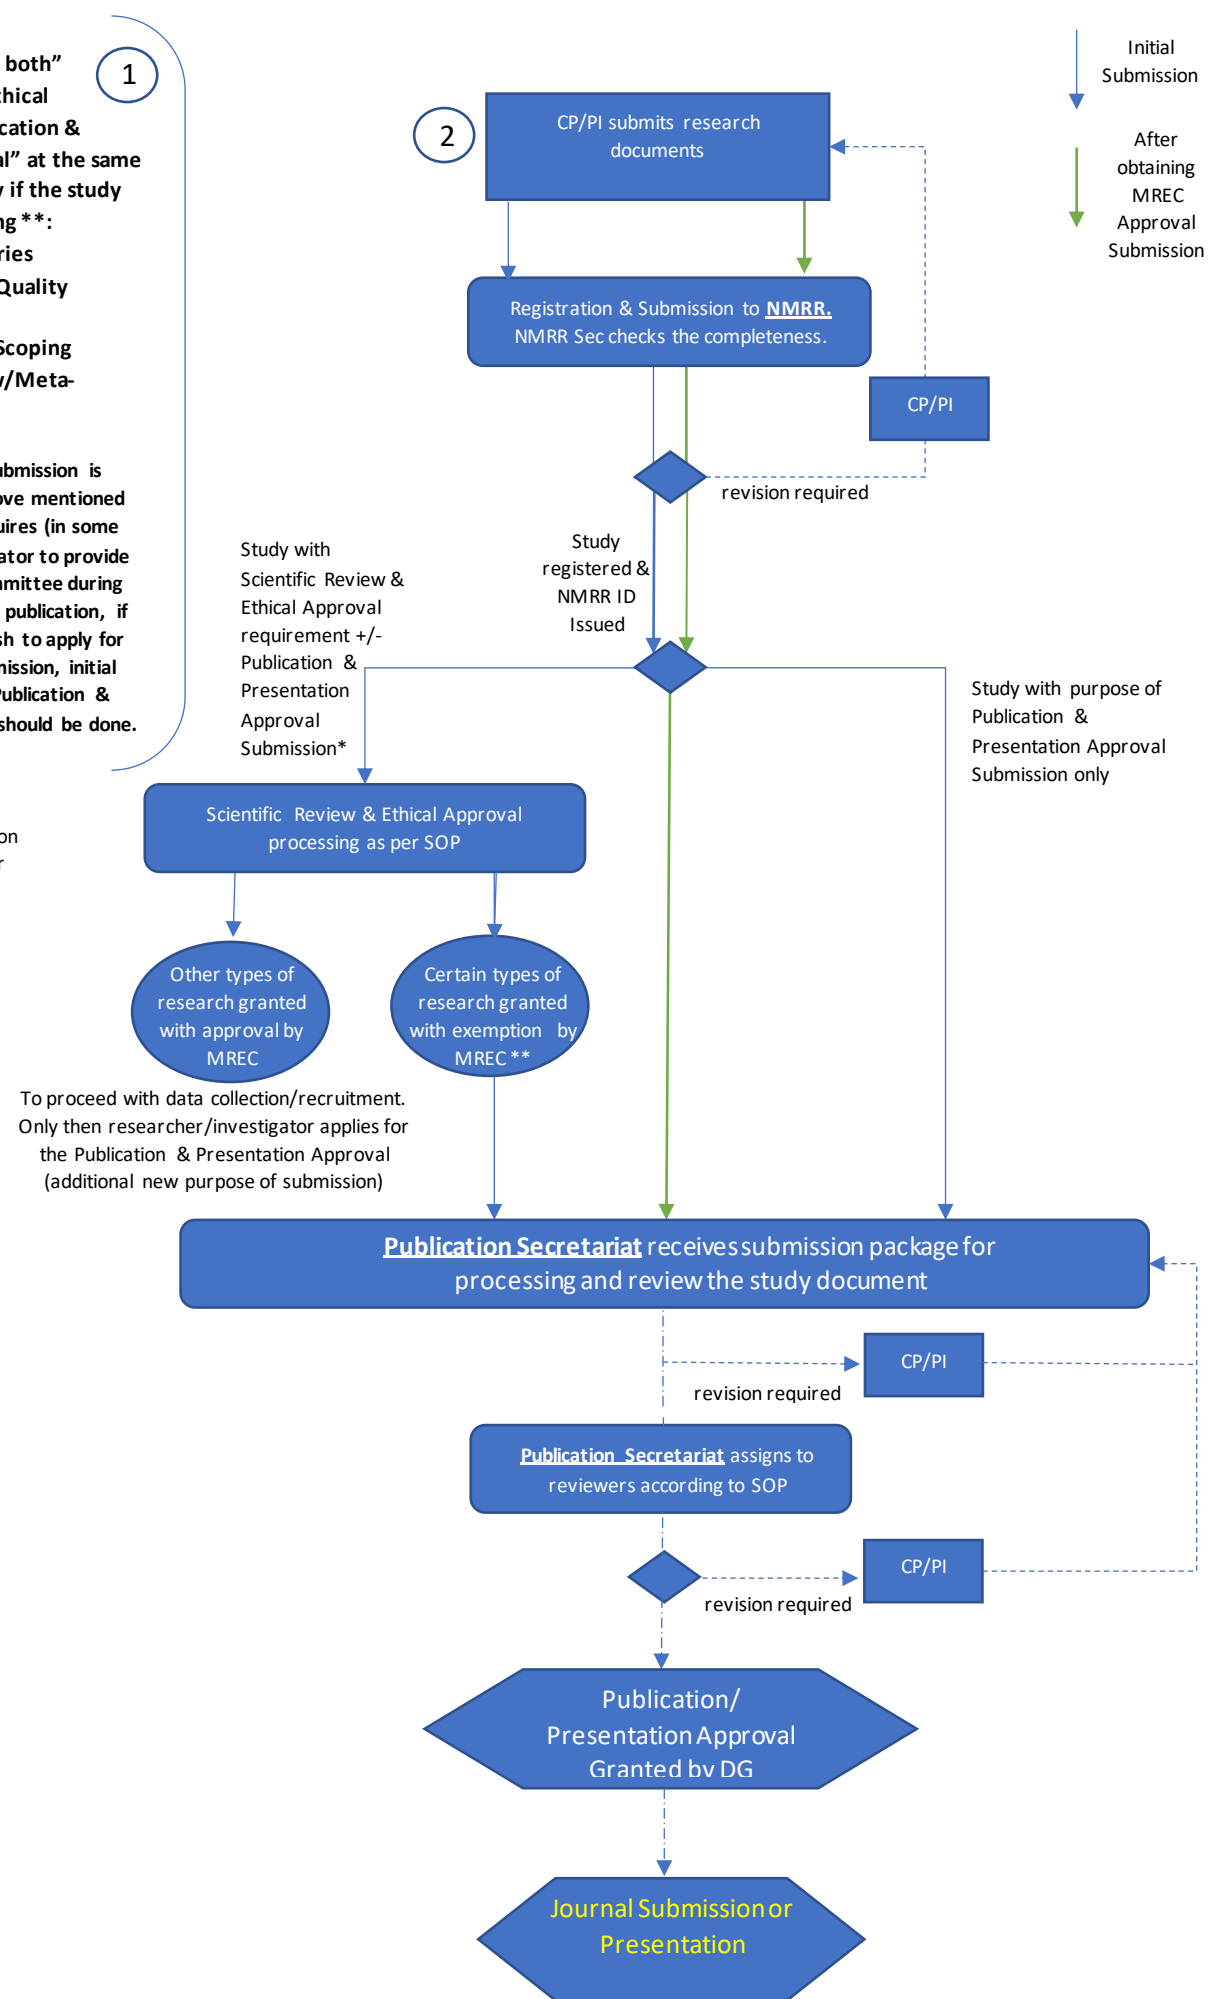 both”
1
thical
cation &
al” at the same
y if the study
ng **:
ries
Quality
Scoping
v/Meta-
ubmission is
ove mentioned
uires (in some
ator to provide
mmittee during
publication, if
sh to apply for
mission, initial
Publication &
should be done.
on
r
2
CP/PI submits research
documents
Initial
Submission
After
obtaining
MREC
Approval
Submission
Registration & Submission to NMRR.
NMRR Sec checks the completeness.
CP/PI
revision required
Study
registered &
NMRR ID
Issued
Study with
Scientific Review &
Ethical Approval
requirement +/-
Publication &
Presentation
Approval
Submission*
Study with purpose of
Publication &
Presentation Approval
Submission only
Scientific Review & Ethical Approval
processing as per SOP
Other types of
research granted
with approval by
MREC
Certain types of
research granted
with exemption by
MREC **
To proceed with data collection/recruitment.
Only then researcher/investigator applies for
the Publication & Presentation Approval
(additional new purpose of submission)
Publication Secretariat receives submission package for
processing and review the study document
CP/PI
revision required
Publication Secretariat assigns to
reviewers according to SOP
CP/PI
revision required
Publication/
Presentation Approval
Granted by DG
Journal Submission or
Presentation